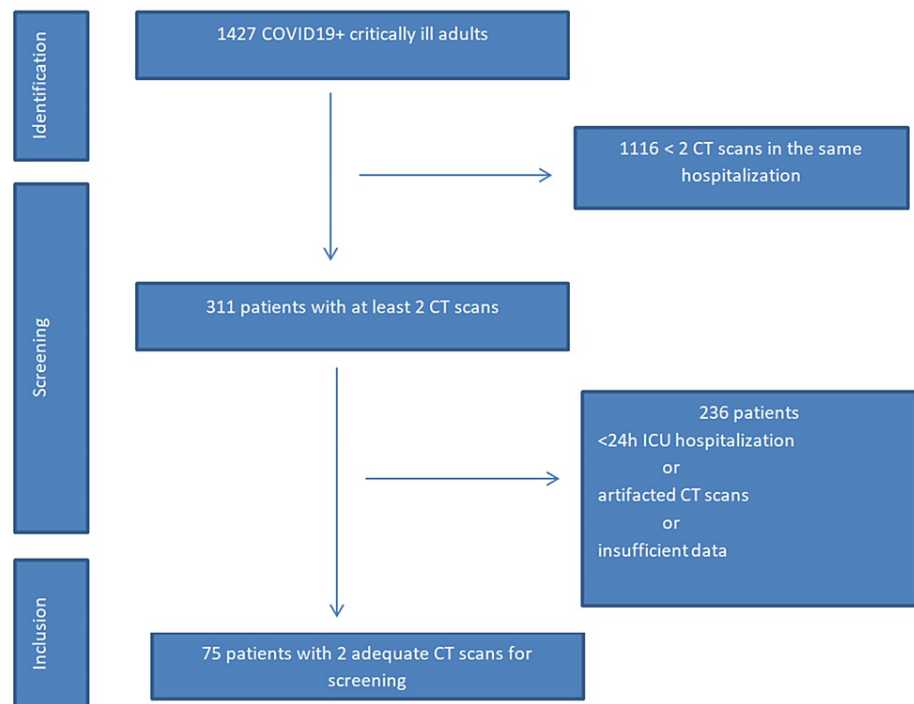 Identification
1427 COVID19+ critically ill adults
1116 < 2 CT scans in the same
hospitalization
Screening
311 patients with at least 2 CT scans
236 patients
<24h ICU hospitalization
or
artifacted CT scans
or
insufficient data
Inclusion
75 patients with 2 adequate CT scans for
screening